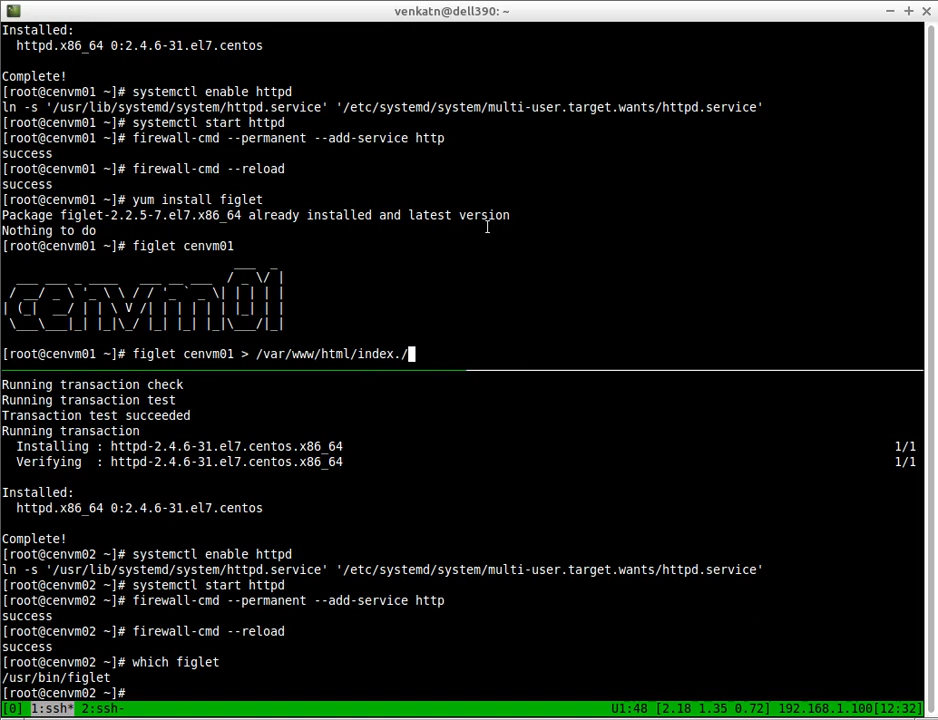 venkatn@dell390: ~
Installed:
  httpd.x86_64 0:2.4.6-31.el7.centos
Complete!
[root@cenvm01 ~]# systemctl enable httpd
ln -s '/usr/lib/systemd/system/httpd.service' '/etc/systemd/system/multi-user.target.wants/httpd.service'
[root@cenvm01 ~]# systemctl start httpd
[root@cenvm01 ~]# firewall-cmd --permanent --add-service http
success
[root@cenvm01 ~]# firewall-cmd --reload
success
[root@cenvm01 ~]# yum install figlet
Package figlet-2.2.5-7.el7.x86_64 already installed and latest version
Nothing to do
[root@cenvm01 ~]# figlet cenvm01
cenvm01
[root@cenvm01 ~]# figlet cenvm01 > /var/www/html/index./
Running transaction check
Running transaction test
Transaction test succeeded
Running transaction
  Installing : httpd-2.4.6-31.el7.centos.x86_64 1/1
  Verifying  : httpd-2.4.6-31.el7.centos.x86_64 1/1
Installed:
  httpd.x86_64 0:2.4.6-31.el7.centos
Complete!
[root@cenvm02 ~]# systemctl enable httpd
ln -s '/usr/lib/systemd/system/httpd.service' '/etc/systemd/system/multi-user.target.wants/httpd.service'
[root@cenvm02 ~]# systemctl start httpd
[root@cenvm02 ~]# firewall-cmd --permanent --add-service http
success
[root@cenvm02 ~]# firewall-cmd --reload
success
[root@cenvm02 ~]# which figlet
/usr/bin/figlet
[root@cenvm02 ~]#
[0] 1:ssh* 2:ssh- U1:48 [2.18 1.35 0.72] 192.168.1.100[12:32]